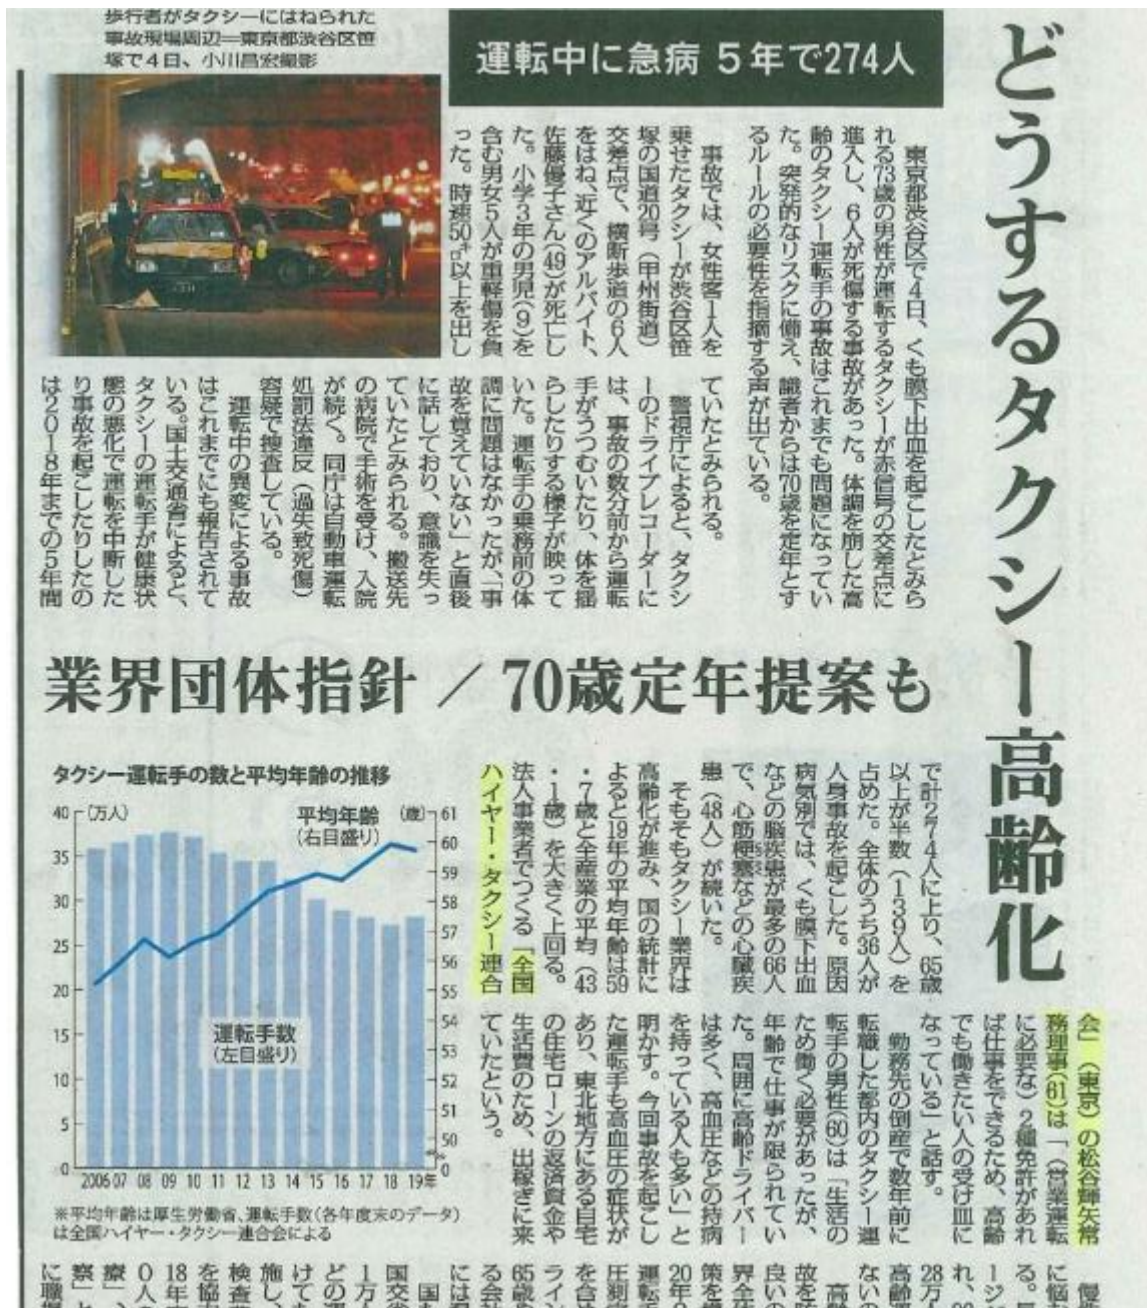 どうするタクシー高齢化
運転中に急病 5年で274人
歩行者がタクシーにはねられた
事故現場周辺＝東京都渋谷区笹
塚で4日、小川昌宏撮影
東京都渋谷区で4日、くも膜下出血を起こしたとみら
れる73歳の男性が運転するタクシーが赤信号の交差点に
進入し、6人が死傷する事故があった。体調を崩した高
齢のタクシー運転手の事故はこれまでも問題になってい
た。突発的なリスクに備え、識者からは70歳を定年とす
るルールの必要性を指摘する声が出ている。
事故では、女性客1人を
乗せたタクシーが渋谷区笹
塚の国道20号（甲州街道）
交差点で、横断歩道の6人
をはね、近くのアルバイト、
佐藤優子さん(49)が死亡し
た。小学3年の男児(9)を
含む男女5人が重軽傷を負
った。時速50㌔以上を出し
ていたとみられる。
警視庁によると、タクシ
ーのドライブレコーダーに
は、事故の数分前から運転
手がうつむいたり、体を揺
らしたりする様子が映って
いた。運転手の乗務前の体
調に問題はなかったが、「事
故を覚えていない」と直後
に話しており、意識を失っ
ていたとみられる。搬送先
の病院で手術を受け、入院
が続く。同庁は自動車運転
処罰法違反（過失致死傷）
容疑で捜査している。
運転中の異変による事故
はこれまでにも報告されて
いる。国土交通省によると、
タクシーの運転手が健康状
態の悪化で運転を中断した
り事故を起こしたりしたの
は2018年までの5年間
業界団体指針／70歳定年提案も
で計274人に上り、65歳
以上が半数（139人）を
占めた。全体のうち36人が
人身事故を起こした。原因
病気別では、くも膜下出血
などの脳疾患が最多の66人
で、心筋梗塞などの心臓疾
患（48人）が続いた。
そもそもタクシー業界は
高齢化が進み、国の統計に
よると19年の平均年齢は59
・7歳と全産業の平均（43
・1歳）を大きく上回る。
法人事業者でつくる「全国
ハイヤー・タクシー連合
会」（東京）の松谷輝矢常
務理事(61)は「（営業運転
に必要な）2種免許があれ
ば仕事をできるため、高齢
でも働きたい人の受け皿に
なっている」と話す。
勤務先の倒産で数年前に
転職した都内のタクシー運
転手の男性(60)は「生活の
ため働く必要があったが、
年齢で仕事が限られてい
た。周囲に高齢ドライバー
は多く、高血圧などの持病
を持っている人も多い」と
明かす。今回事故を起こし
た運転手も高血圧の症状が
あり、東北地方にある自宅
の住宅ローンの返済資金や
生活費のため、出稼ぎに来
ていたという。
タクシー運転手の数と平均年齢の推移
40 (万人)
35
30
25
20
15
10
5
0
平均年齢
(右目盛り)
(歳) 61
60
59
58
57
56
55
54
53
52
51
50
0
運転手数
(左目盛り)
2006 07 08 09 10 11 12 13 14 15 16 17 18 19年
※平均年齢は厚生労働省、運転手数（各年度末のデータ）
は全国ハイヤー・タクシー連合会による